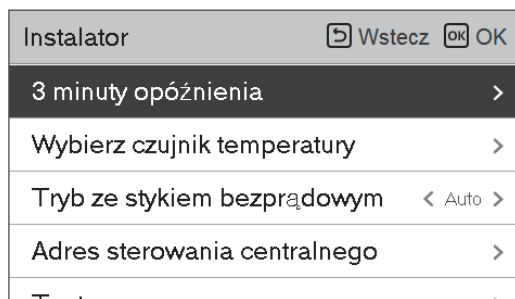 Instalator Wstecz OK OK
3 minuty opóźnienia
Wybierz czujnik temperatury
Tryb ze stykiem bezprądowym < Auto >
Adres sterowania centralnego